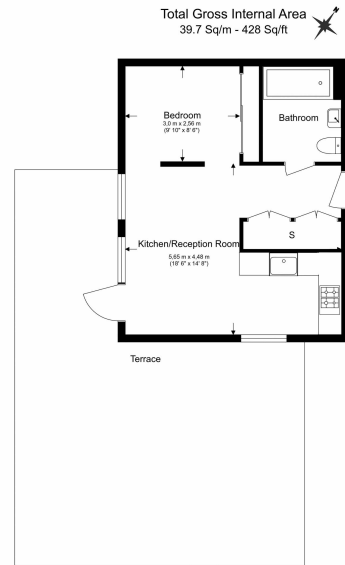 Total Gross Internal Area
39.7 Sq/m - 428 Sq/ft
N
Bedroom
3,0 m x 2,56 m
(9' 10" x 8' 6")
Bathroom
S
Kitchen/Reception Room
5,65 m x 4,48 m
(18' 6" x 14' 8")
Terrace